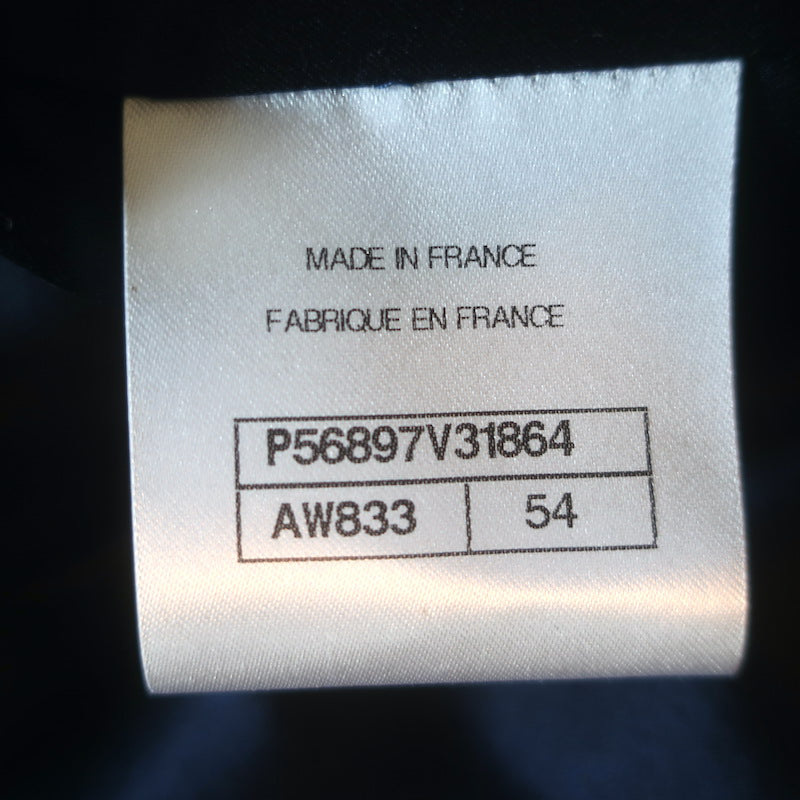 MADE IN FRANCE
FABRIQUE EN FRANCE
P56897V31864
AW833 54